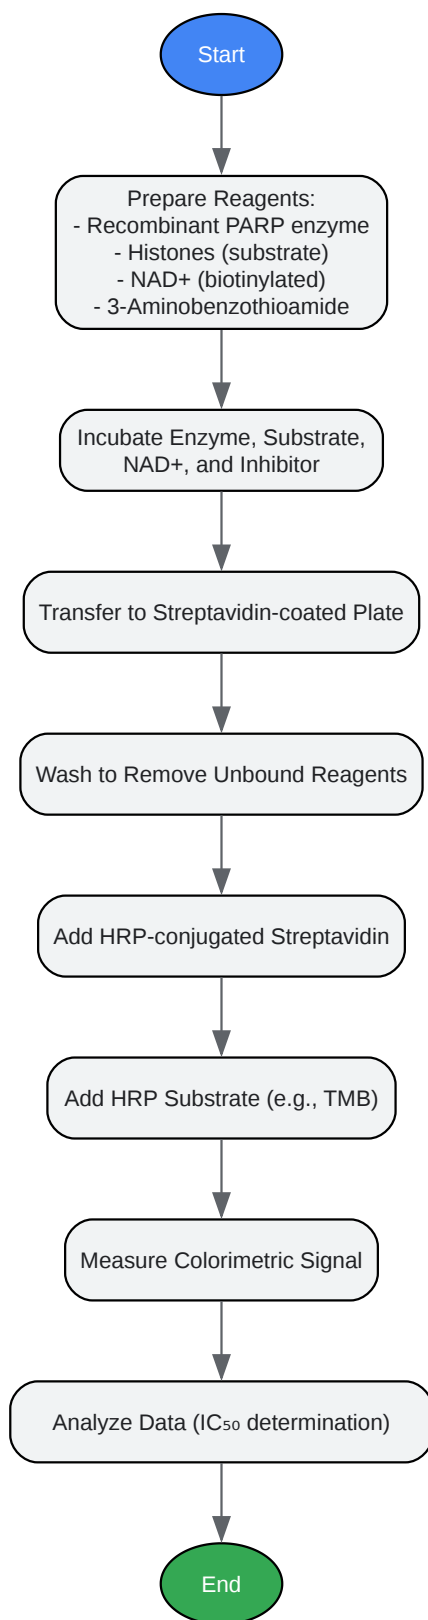 Start
Prepare Reagents:
- Recombinant PARP enzyme
- Histones (substrate)
- NAD+ (biotinylated)
- 3-Aminobenzothioamide
Incubate Enzyme, Substrate,
NAD+, and Inhibitor
Transfer to Streptavidin-coated Plate
Wash to Remove Unbound Reagents
Add HRP-conjugated Streptavidin
Add HRP Substrate (e.g., TMB)
Measure Colorimetric Signal
Analyze Data (IC₅₀ determination)
End